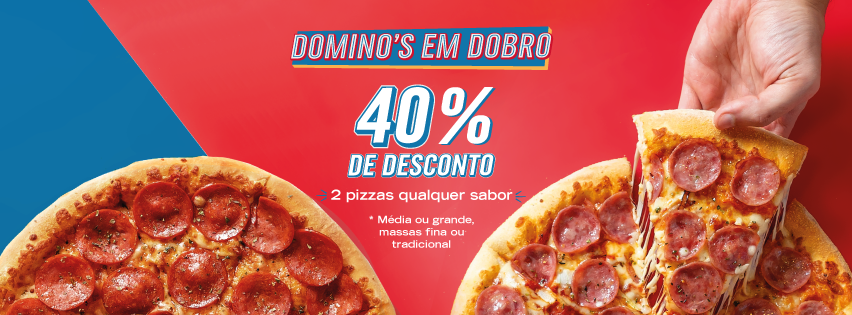 DOMINO'S EM DOBRO
40%
DE DESCONTO
2 pizzas qualquer sabor
* Média ou grande,
massas fina ou
tradicional